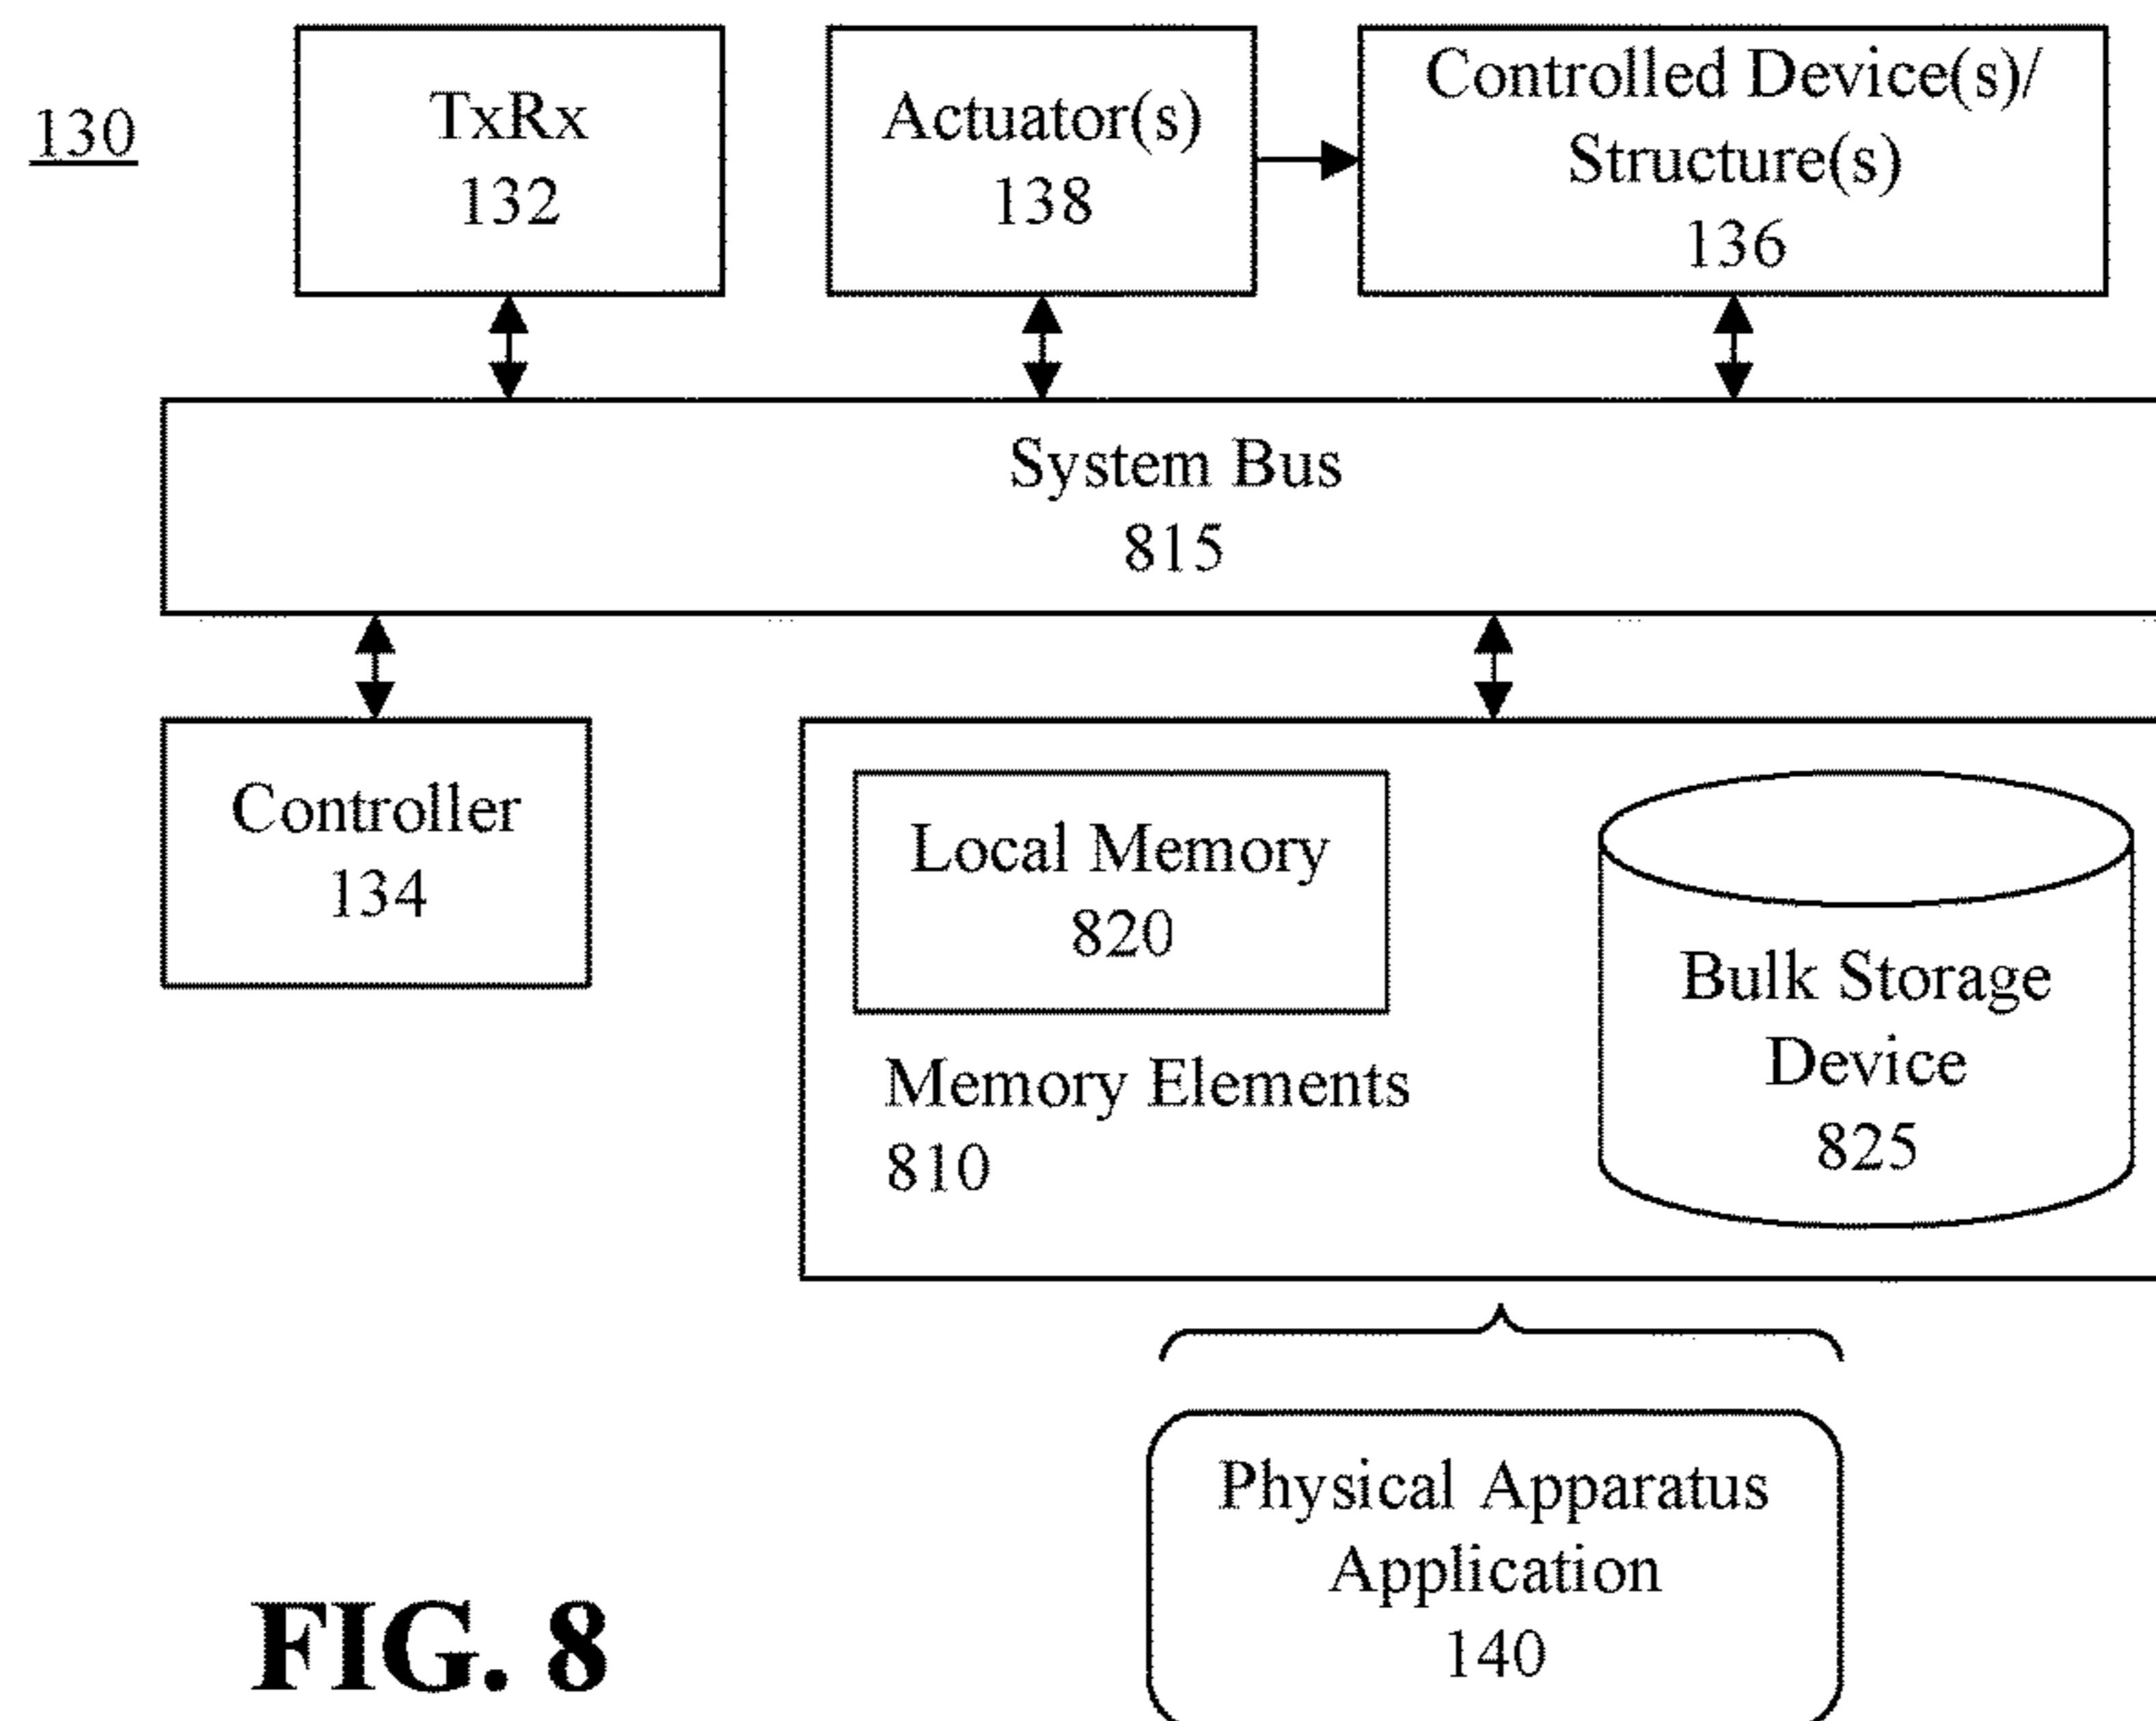 130
TxRx
132
Actuator(s)
138
Controlled Device(s)/
Structure(s)
136
System Bus
815
Controller
134
Local Memory
820
Memory Elements
810
Bulk Storage
Device
825
Physical Apparatus
Application
140
FIG. 8